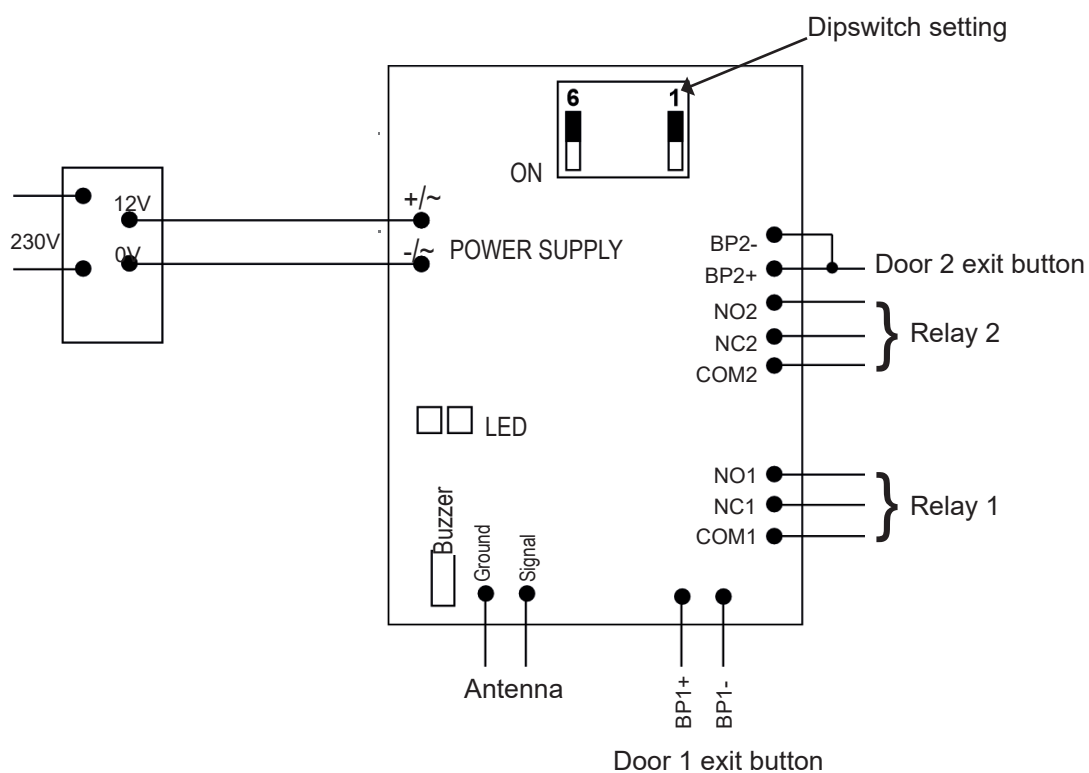 Dipswitch setting
6 1
ON
12V
230V
0V
+/~
-/~ POWER SUPPLY
BP2-
BP2+
Door 2 exit button
NO2
NC2
COM2
} Relay 2
LED
NO1
NC1
COM1
} Relay 1
Buzzer
Ground
Signal
Antenna
BP1+
BP1-
Door 1 exit button